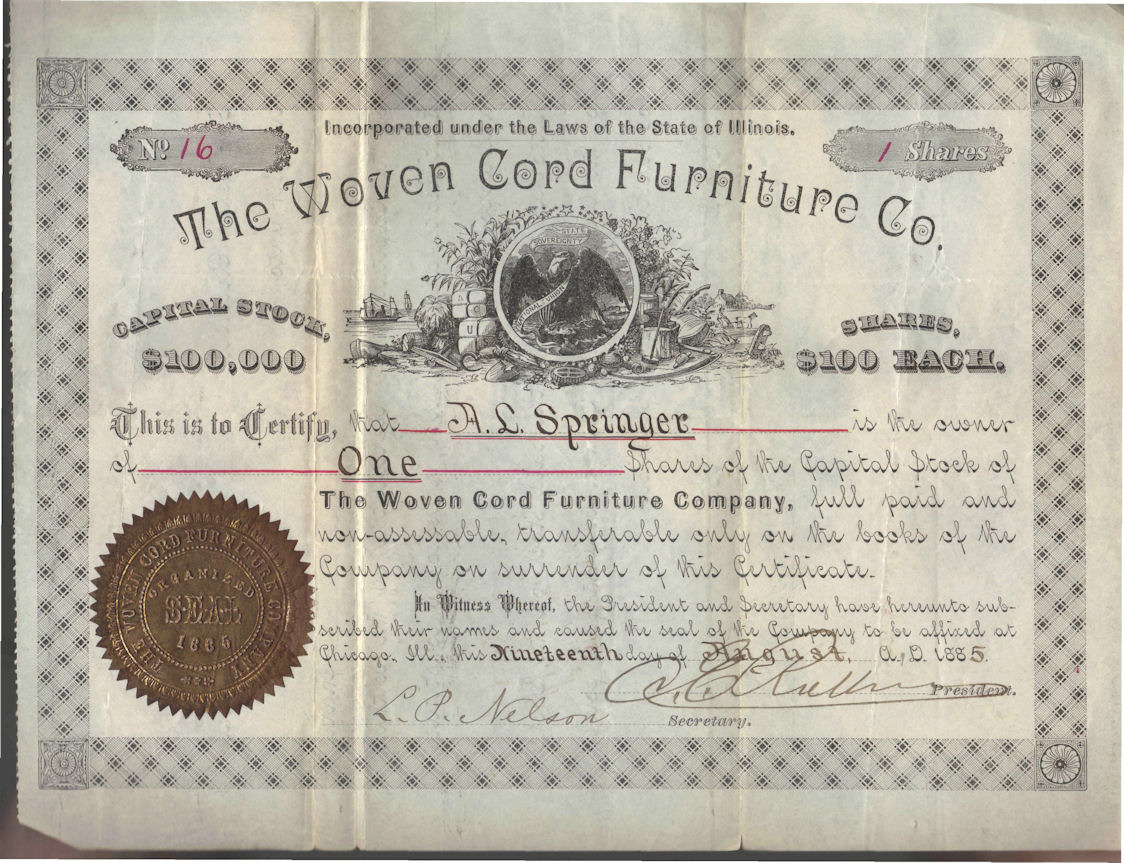 Incorporated under the Laws of the State of Illinois.
No. 16
1 Shares
The Woven Cord Furniture Co.
STATE
SOVEREIGNTY
NATIONAL UNION
CAPITAL STOCK,
$100,000
SHARES,
$100 EACH.
This is to Certify, that A. L. Springer is the owner
of One Shares of the Capital Stock of
The Woven Cord Furniture Company, full paid and
non-assessable, transferable only on the books of the
Company on surrender of this Certificate.
In Witness Whereof, the President and Secretary have hereunto sub-
scribed their names and caused the seal of the Company to be affixed at
Chicago, Ill., this Nineteenth day of August, A.D. 1885.
President.
L. P. Nelson
Secretary.
THE WOVEN CORD FURNITURE COMPANY
ORGANIZED
SEAL
1885